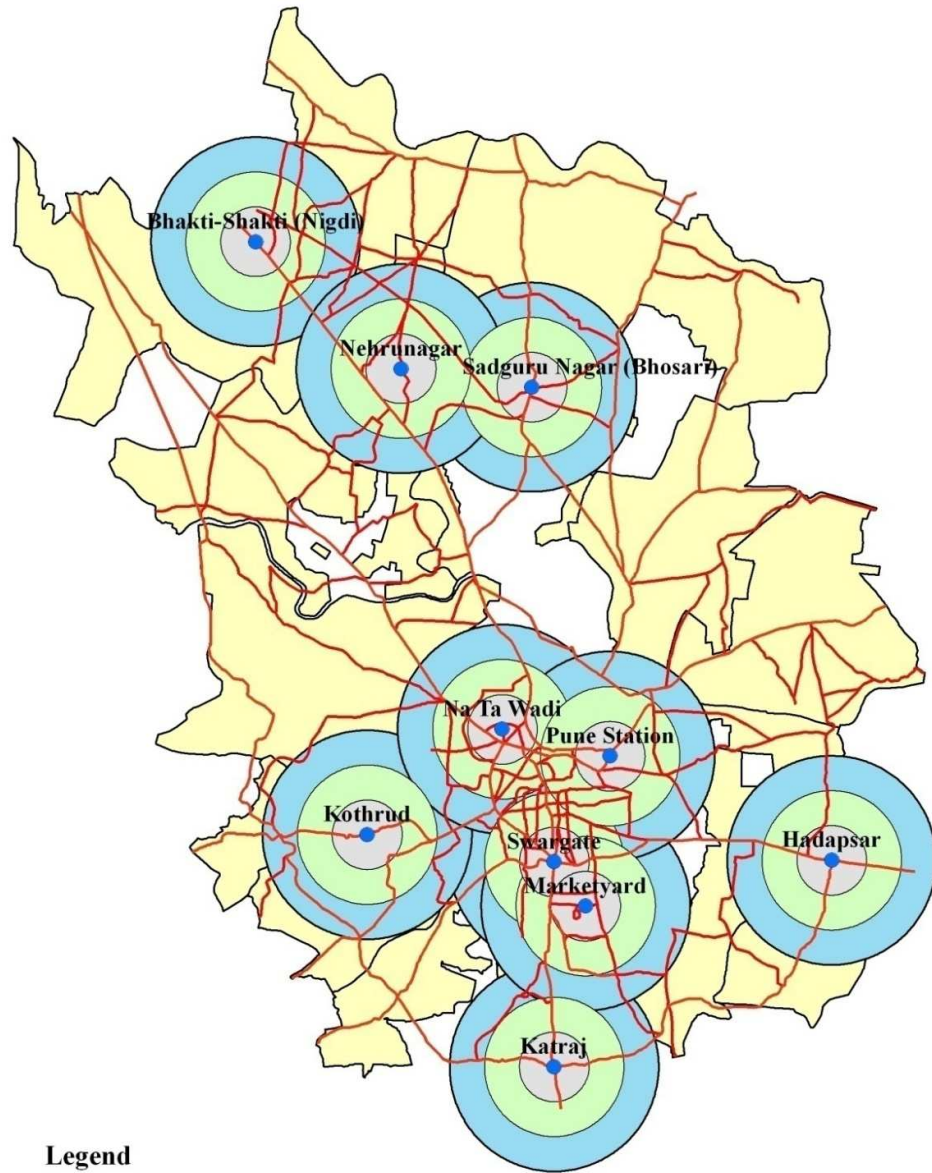 Bhakti-Shakti (Nigdi)
Nehrunagar
Sadguru Nagar (Bhosari)
Na Ta Wadi
Pune Station
Kothrud
Swargate
Hadapsar
Marketyard
Katraj
Legend